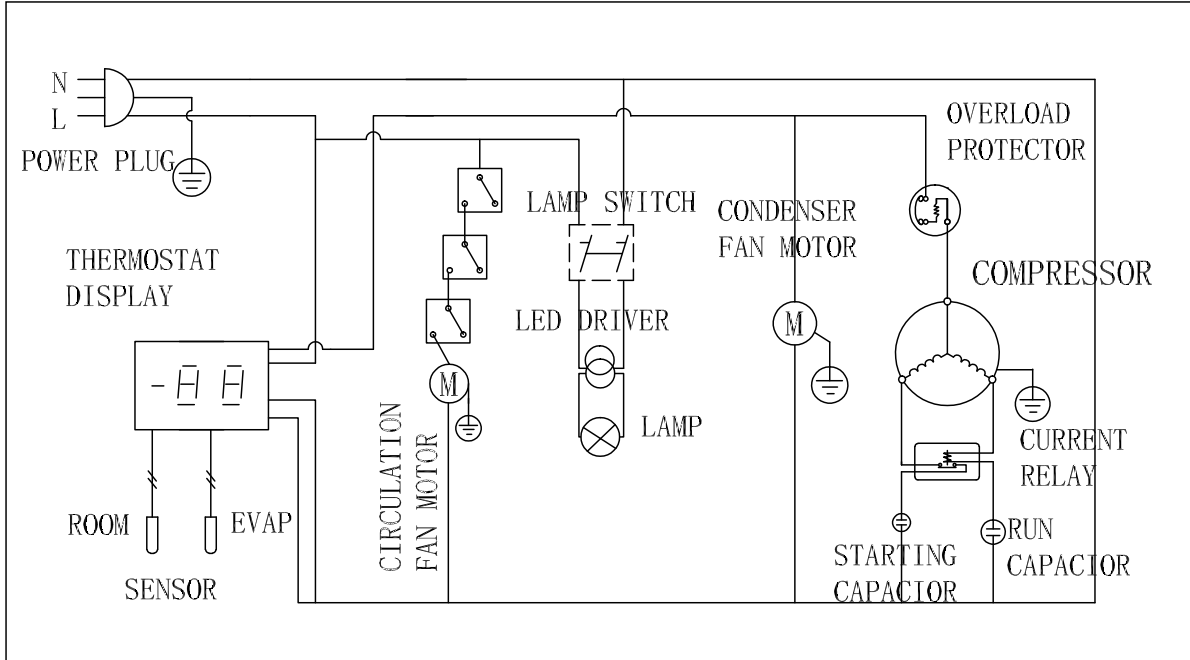 N
L
POWER PLUG
THERMOSTAT
DISPLAY
-88
ROOM
EVAP
SENSOR
CIRCULATION
FAN MOTOR
M
LAMP SWITCH
LED DRIVER
LAMP
CONDENSER
FAN MOTOR
M
OVERLOAD
PROTECTOR
COMPRESSOR
CURRENT
RELAY
STARTING
CAPACIOR
RUN
CAPACIOR